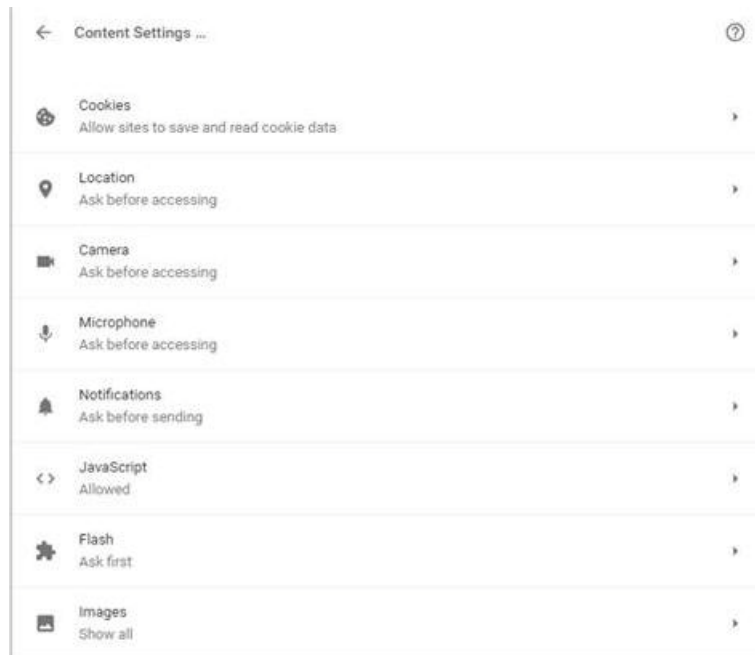 Content Settings ...
Cookies
Allow sites to save and read cookie data
Location
Ask before accessing
Camera
Ask before accessing
Microphone
Ask before accessing
Notifications
Ask before sending
JavaScript
Allowed
Flash
Ask first
Images
Show all